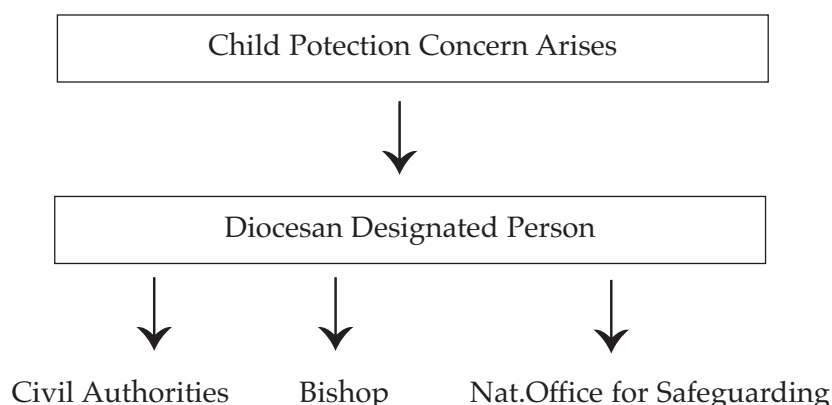 Child Potection Concern Arises
Diocesan Designated Person
Civil Authorities Bishop Nat.Office for Safeguarding